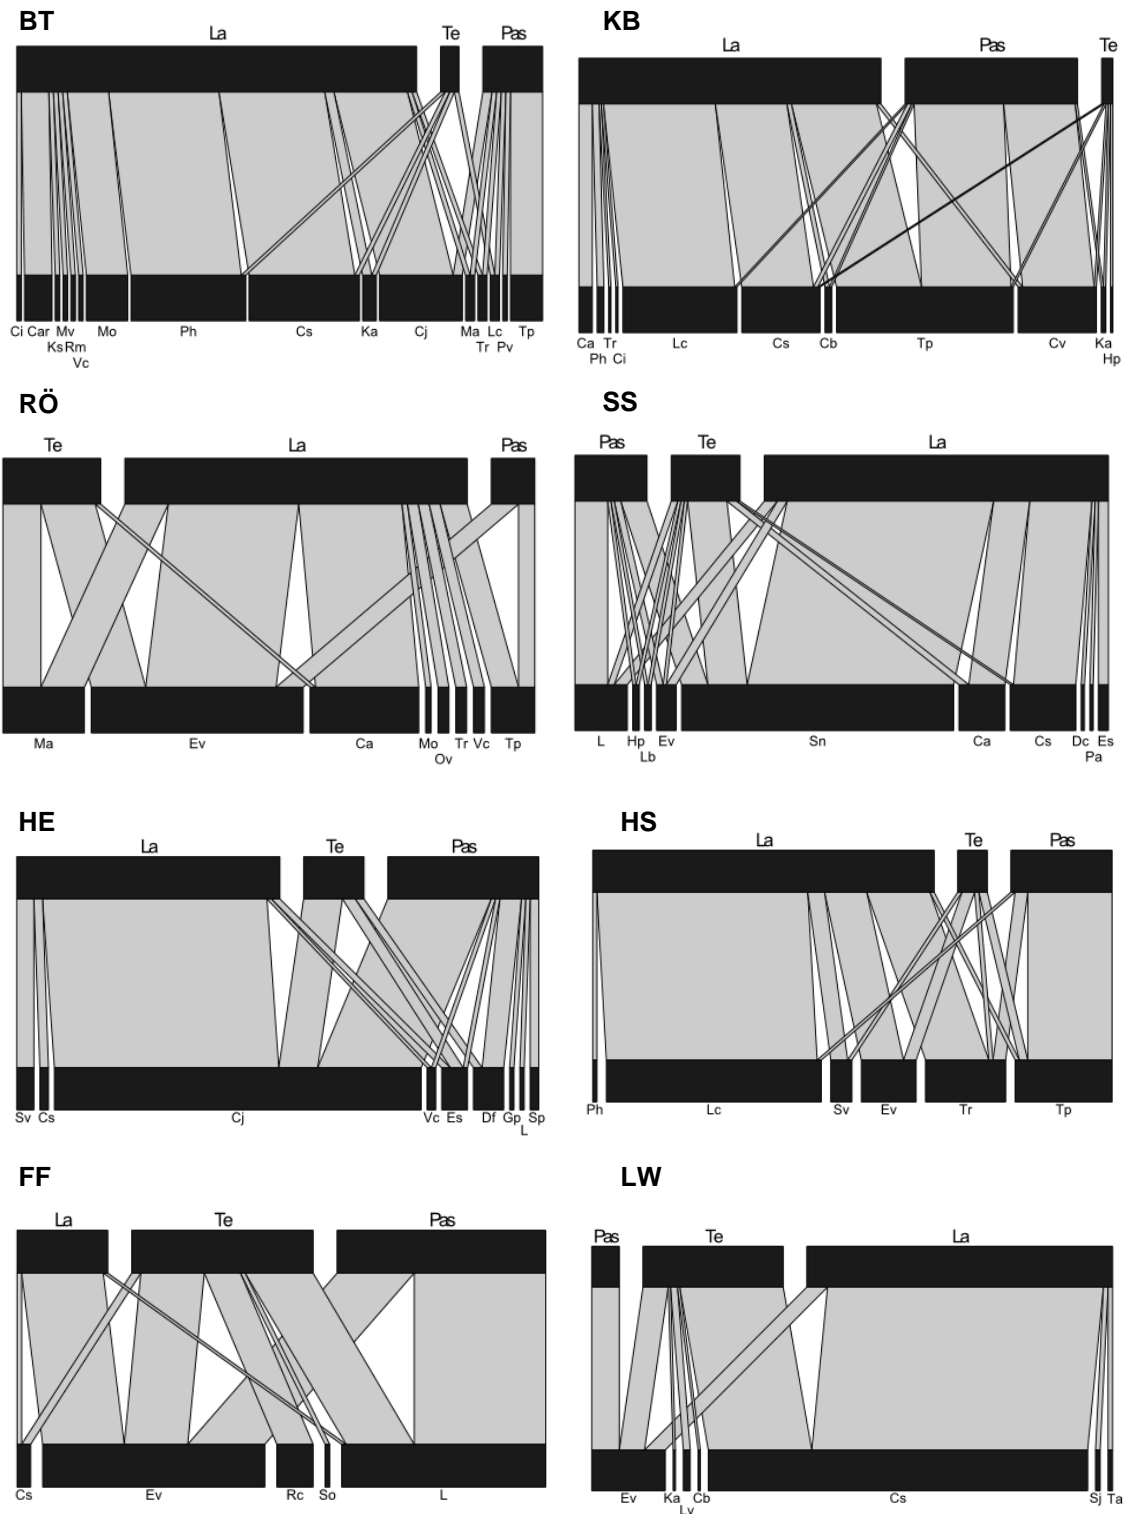 BT
La Te Pas
Ci Car Mv Mo Ph Cs Ka Cj Ma Lc Tp
Ks Rm Tr Pv
Vc
KB
La Pas Te
Ca Tr Lc Cs Cb Tp Cv Ka
Ph Ci Hp
RÖ
Te La Pas
Ma Ev Ca Mo Tr Vc Tp
Ov
SS
Pas Te La
L Hp Ev Sn Ca Cs Dc Es
Lb Pa
HE
La Te Pas
Sv Cs Cj Vc Es Df Gp Sp
L
HS
La Te Pas
Ph Lc Sv Ev Tr Tp
FF
La Te Pas
Cs Ev Rc So L
LW
Pas Te La
Ev Ka Cb Cs Sj Ta
Lv